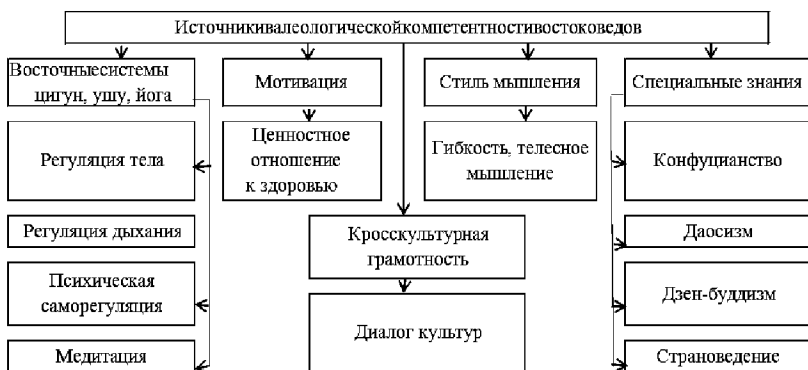 Источникивалеологическойкомпетентностивостоковедов
Восточныесистемы
цигун, ушу, йога
Мотивация
Стиль мышления
Специальные знания
Регуляция тела
Ценностное
отношение
к здоровью
Гибкость, телесное
мышление
Конфуцианство
Регуляция дыхания
Кросскультурная
грамотность
Даосизм
Психическая
саморегуляция
Диалог культур
Дзен-буддизм
Медитация
Страноведение